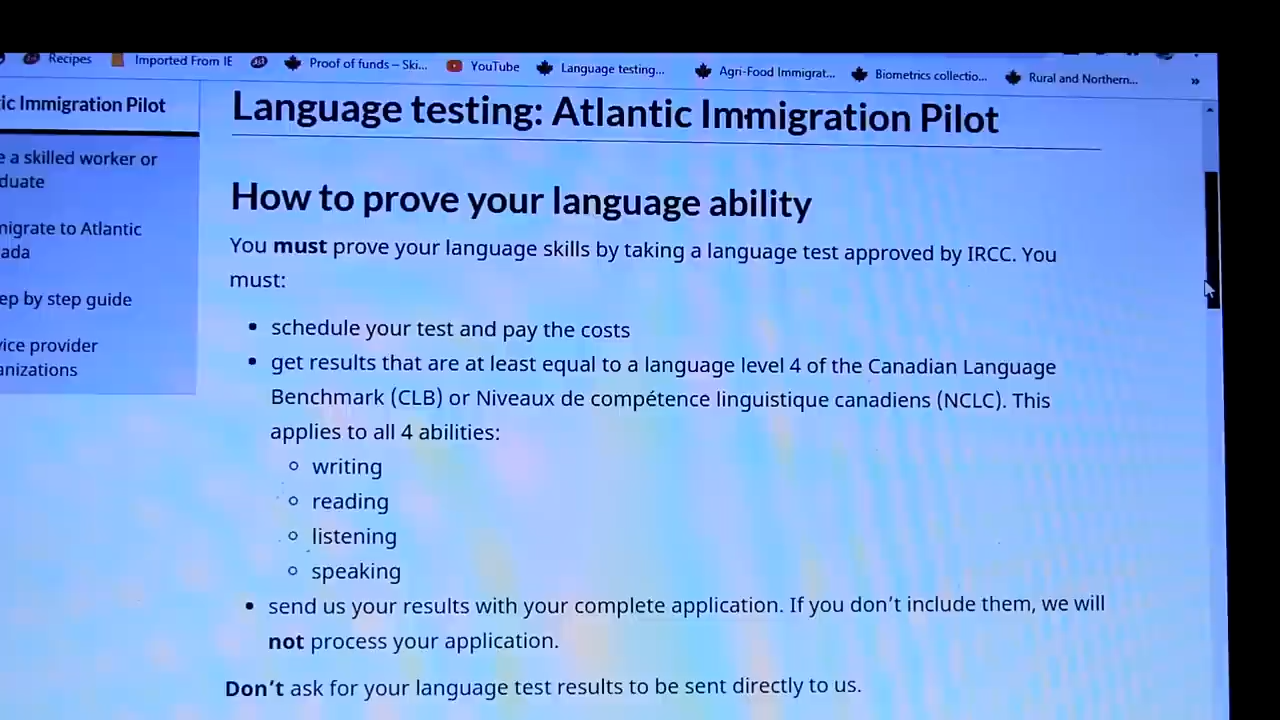 Recipes Imported From IE Proof of funds – Ski... YouTube Language testing... Agri-Food Immigrat... Biometrics collectio... Rural and Northern... »
ic Immigration Pilot
e a skilled worker or
duate
nigrate to Atlantic
ada
ep by step guide
vice provider
anizations
Language testing: Atlantic Immigration Pilot
How to prove your language ability
You must prove your language skills by taking a language test approved by IRCC. You
must:
• schedule your test and pay the costs
• get results that are at least equal to a language level 4 of the Canadian Language
Benchmark (CLB) or Niveaux de compétence linguistique canadiens (NCLC). This
applies to all 4 abilities:
○ writing
○ reading
○ listening
○ speaking
• send us your results with your complete application. If you don’t include them, we will
not process your application.
Don’t ask for your language test results to be sent directly to us.